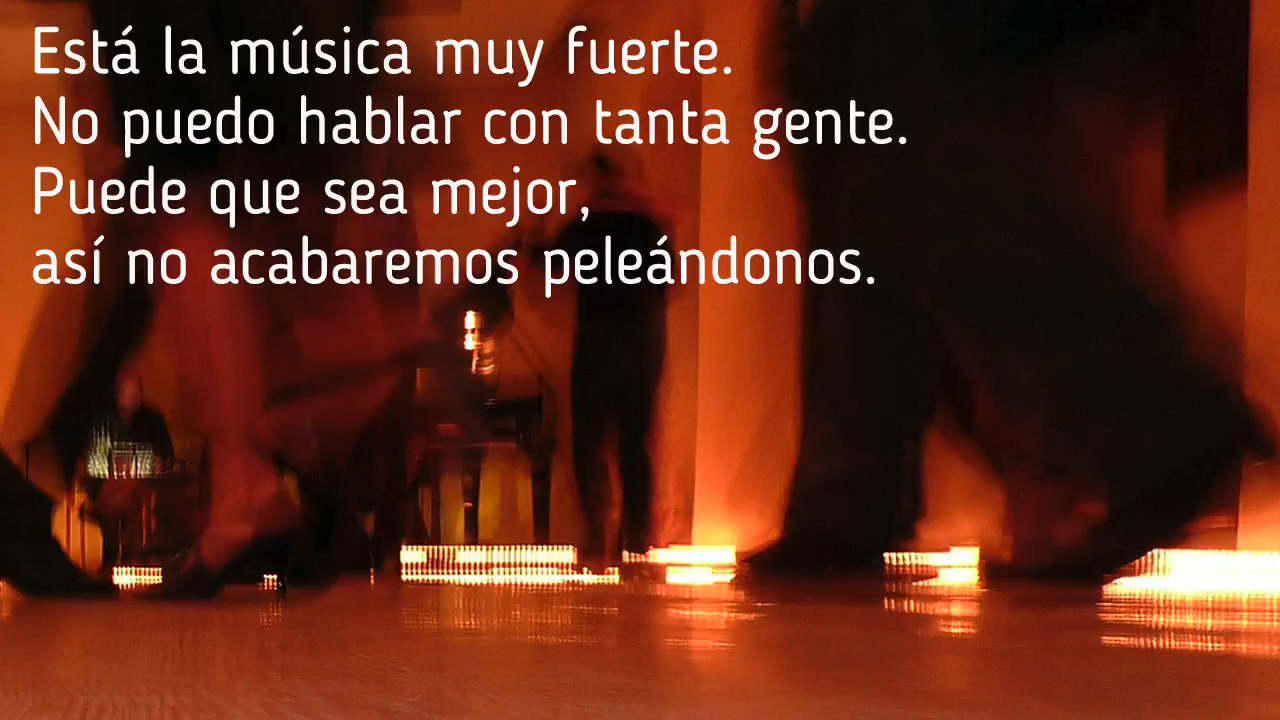 Está la música muy fuerte.
No puedo hablar con tanta gente.
Puede que sea mejor,
así no acabaremos peleándonos.